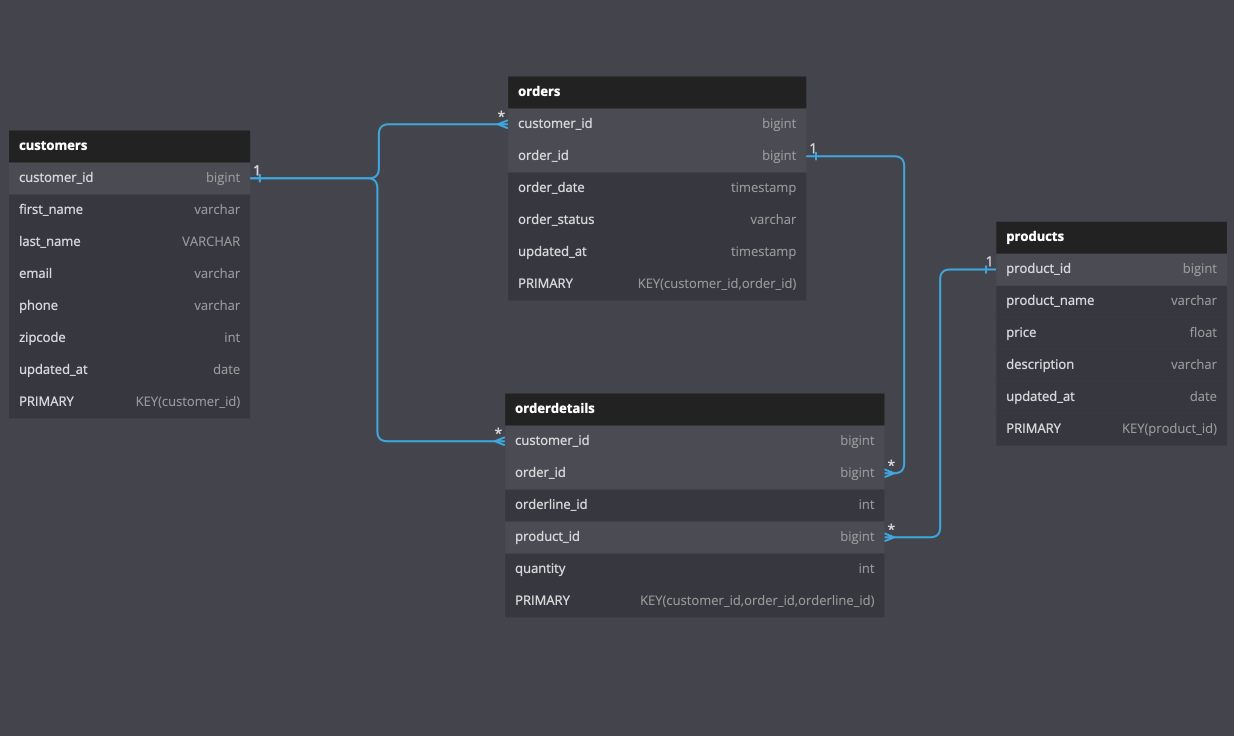 customers
customer_id bigint
first_name varchar
last_name VARCHAR
email varchar
phone varchar
zipcode int
updated_at date
PRIMARY KEY(customer_id)
1
*
orders
customer_id bigint
order_id bigint
order_date timestamp
order_status varchar
updated_at timestamp
PRIMARY KEY(customer_id,order_id)
1
*
orderdetails
customer_id bigint
order_id bigint
orderline_id int
product_id bigint
quantity int
PRIMARY KEY(customer_id,order_id,orderline_id)
*
*
1
products
product_id bigint
product_name varchar
price float
description varchar
updated_at date
PRIMARY KEY(product_id)